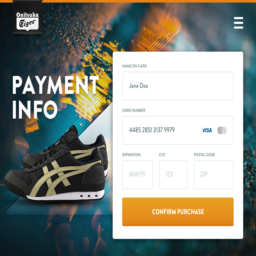 Onitsuka
Tiger
PAYMENT
INFO
NAME ON CARD
Jane Doe
CARD NUMBER
4485 2851 3137 9979
VISA
EXPIRATION
CVC
POSTAL CODE
MM/YY
123
ZIP
CONFIRM PURCHASE